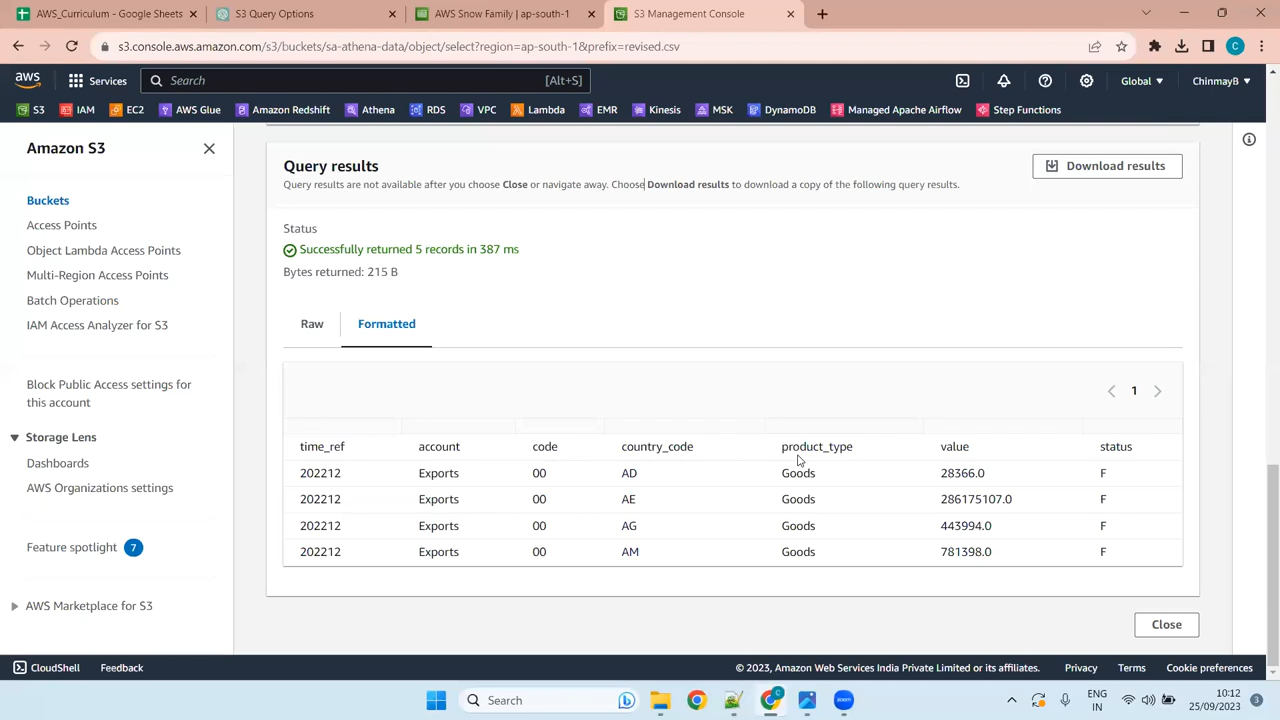 AWS_Curriculum - Google Sheets
S3 Query Options
AWS Snow Family | ap-south-1
S3 Management Console
s3.console.aws.amazon.com/s3/buckets/sa-athena-data/object/select?region=ap-south-1&prefix=revised.csv
C
aws
Services
Search
[Alt+S]
Global
ChinmayB
S3
IAM
EC2
AWS Glue
Amazon Redshift
Athena
RDS
VPC
Lambda
EMR
Kinesis
MSK
DynamoDB
Managed Apache Airflow
Step Functions
Amazon S3
Buckets
Access Points
Object Lambda Access Points
Multi-Region Access Points
Batch Operations
IAM Access Analyzer for S3
Block Public Access settings for
this account
Storage Lens
Dashboards
AWS Organizations settings
Feature spotlight 7
AWS Marketplace for S3
Query results
Query results are not available after you choose Close or navigate away. Choose Download results to download a copy of the following query results.
Download results
Status
Successfully returned 5 records in 387 ms
Bytes returned: 215 B
Raw
Formatted
1
time_ref account code country_code product_type value status
202212 Exports 00 AD Goods 28366.0 F
202212 Exports 00 AE Goods 286175107.0 F
202212 Exports 00 AG Goods 443994.0 F
202212 Exports 00 AM Goods 781398.0 F
Close
CloudShell
Feedback
© 2023, Amazon Web Services India Private Limited or its affiliates.
Privacy
Terms
Cookie preferences
Search
zoom
ENG
IN
10:12
25/09/2023
3